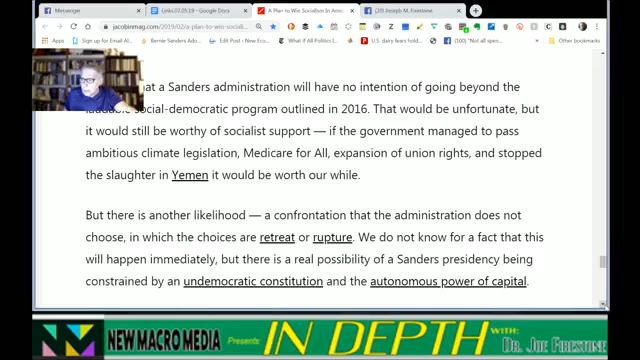 Messenger
Links.07.05.19 - Google Docs
A Plan to Win Socialism In Ame
(20) Joseph M. Firestone
jacobinmag.com/2019/02/a-plan-to-win-sociali
Sign up for Email Al
Bernie Sanders Med
Economics
What if All Politics I
U.S. dairy fears hold
(100) "Not all spen
Other bookmarks
at a Sanders administration will have no intention of going beyond the
laudable social-democratic program outlined in 2016. That would be unfortunate, but
it would still be worthy of socialist support — if the government managed to pass
ambitious climate legislation, Medicare for All, expansion of union rights, and stopped
the slaughter in Yemen it would be worth our while.
But there is another likelihood — a confrontation that the administration does not
choose, in which the choices are retreat or rupture. We do not know for a fact that this
will happen immediately, but there is a real possibility of a Sanders presidency being
constrained by an undemocratic constitution and the autonomous power of capital.
NEW MACRO MEDIA Presents: IN DEPTH WITH: DR. JOE FIRESTONE